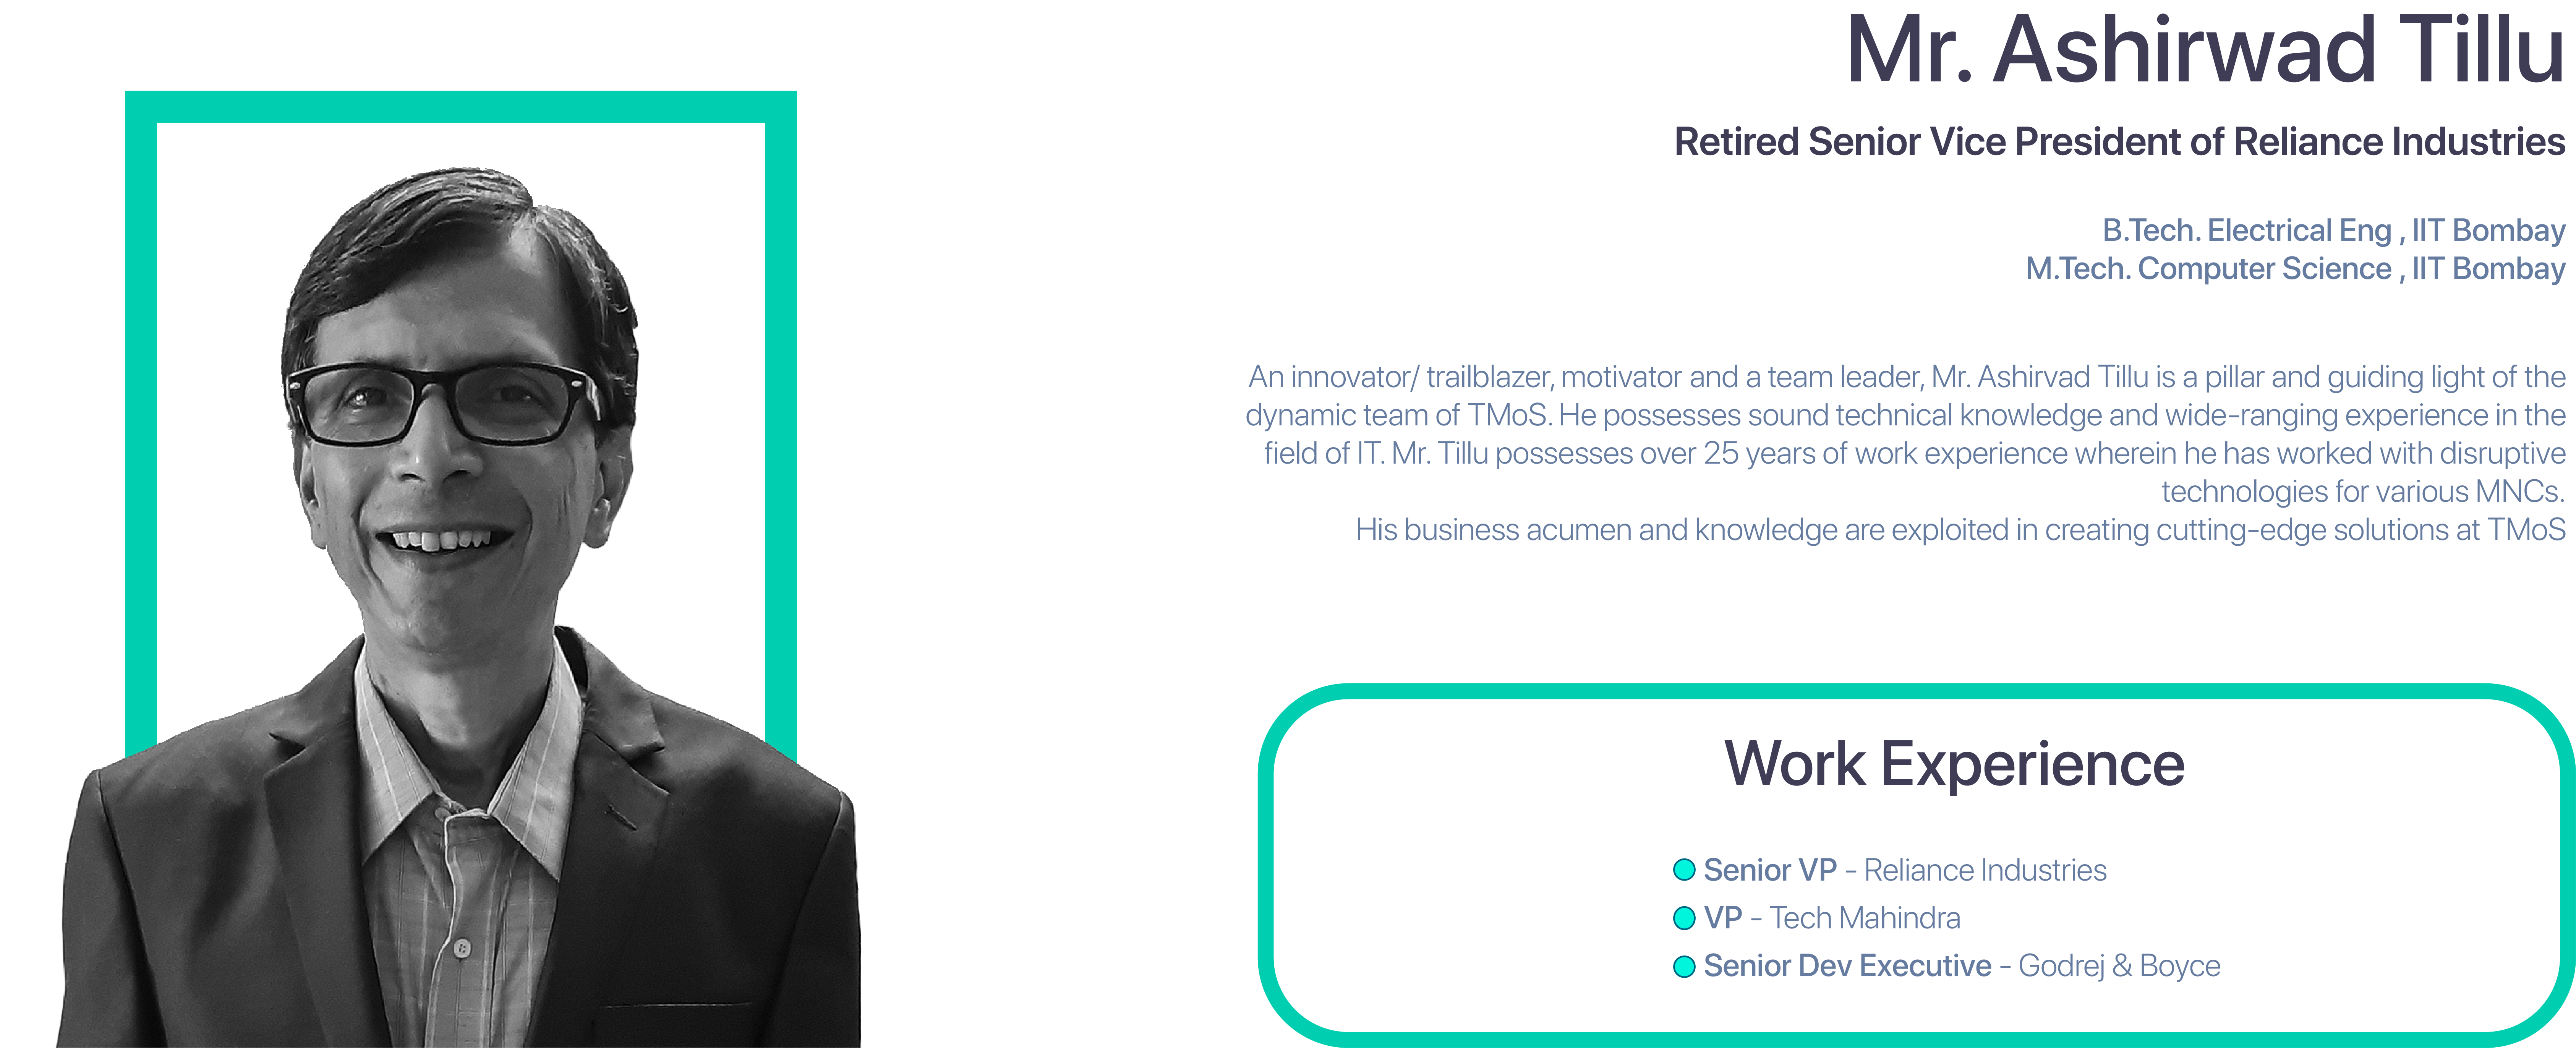 Mr. Ashirwad Tillu
Retired Senior Vice President of Reliance Industries
B.Tech. Electrical Eng , IIT Bombay
M.Tech. Computer Science , IIT Bombay
An innovator/ trailblazer, motivator and a team leader, Mr. Ashirvad Tillu is a pillar and guiding light of the
dynamic team of TMoS. He possesses sound technical knowledge and wide-ranging experience in the
field of IT. Mr. Tillu possesses over 25 years of work experience wherein he has worked with disruptive
technologies for various MNCs.
His business acumen and knowledge are exploited in creating cutting-edge solutions at TMoS
Work Experience
Senior VP - Reliance Industries
VP - Tech Mahindra
Senior Dev Executive - Godrej & Boyce